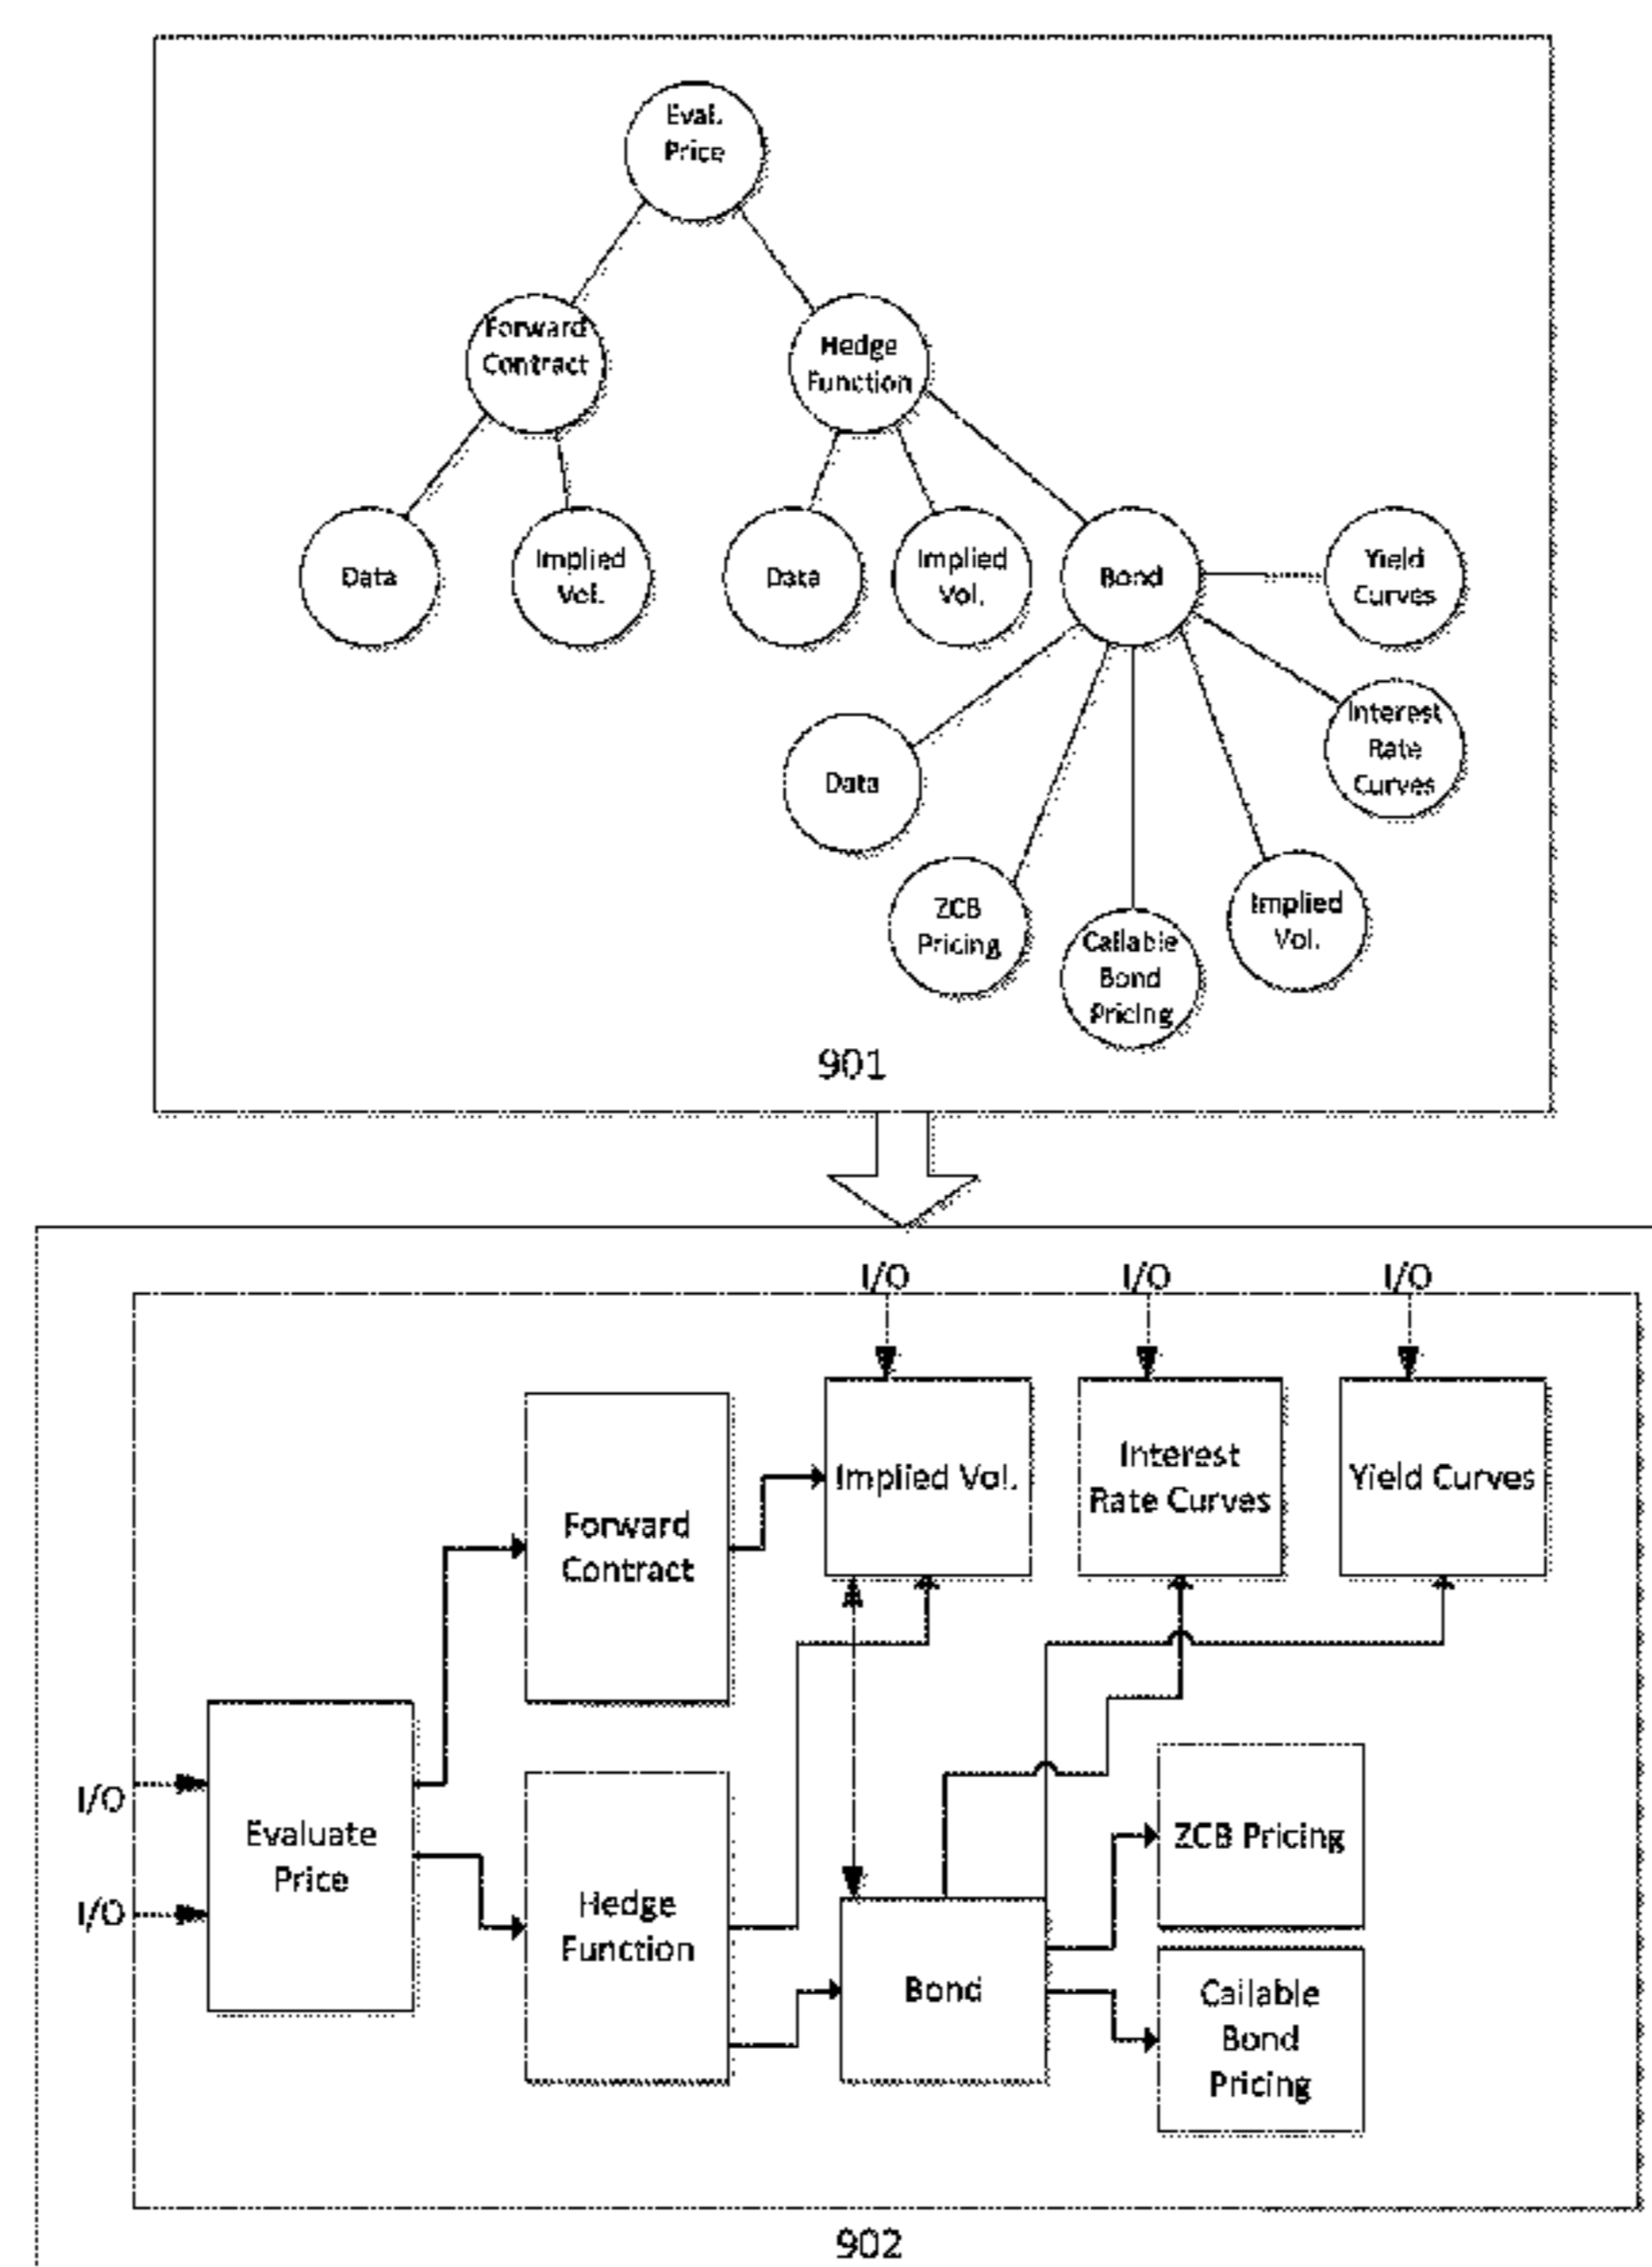 Eval.
Price
Forward
Contract
Hedge
Function
Data
Implied
Vol.
Data
Implied
Vol.
Bond
Yield
Curves
Interest
Rate
Curves
Data
ZCB
Pricing
Callable
Bond
Pricing
Implied
Vol.
901
I/O
I/O
I/O
Implied Vol.
Interest
Rate Curves
Yield Curves
Forward
Contract
I/O
I/O
Evaluate
Price
Hedge
Function
Bond
ZCB Pricing
Callable
Bond
Pricing
902